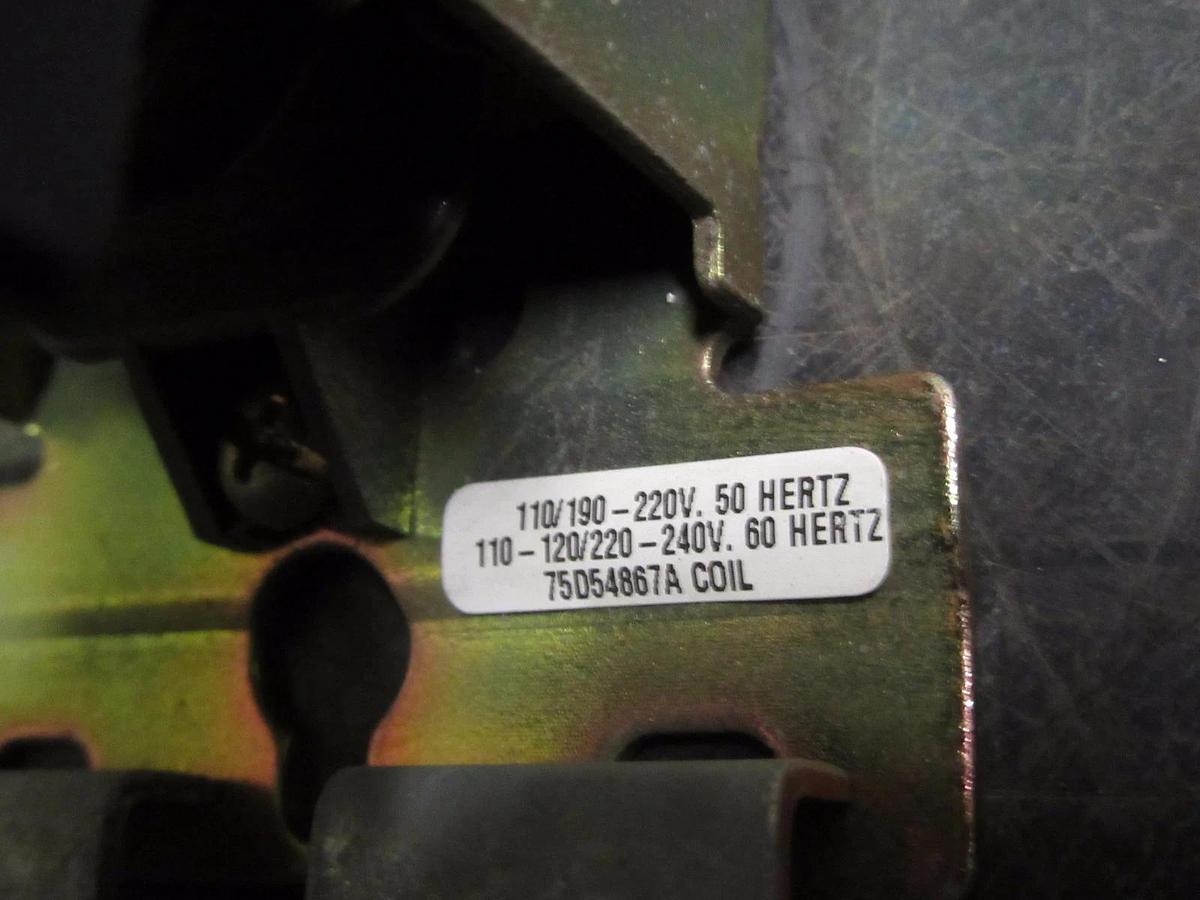 110/190-220V. 50 HERTZ
110-120/220-240V. 60 HERTZ
75D54867A COIL